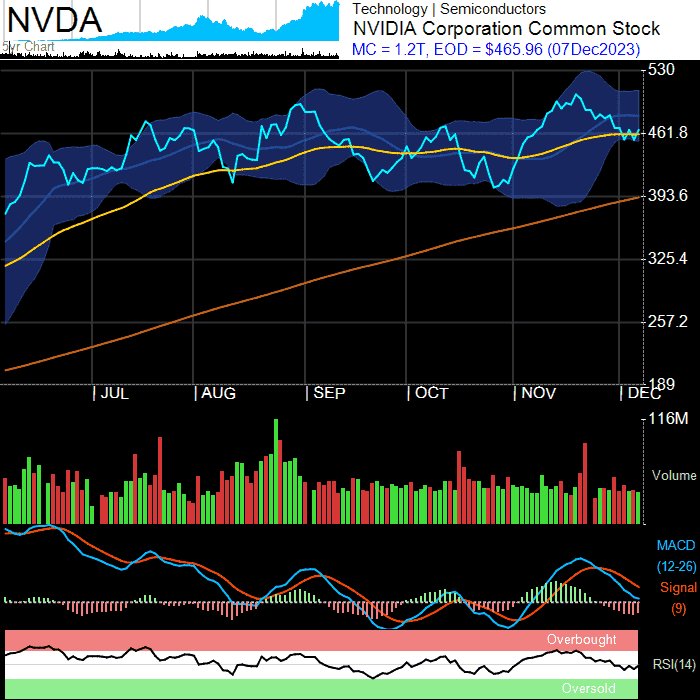 NVDA
5yr Chart
Technology | Semiconductors
NVIDIA Corporation Common Stock
MC = 1.2T, EOD = $465.96 (07Dec2023)
530
461.8
393.6
325.4
257.2
189
| JUL | AUG | SEP | OCT | NOV | DEC
116M
Volume
MACD
(12-26)
Signal
(9)
Overbought
RSI(14)
Oversold